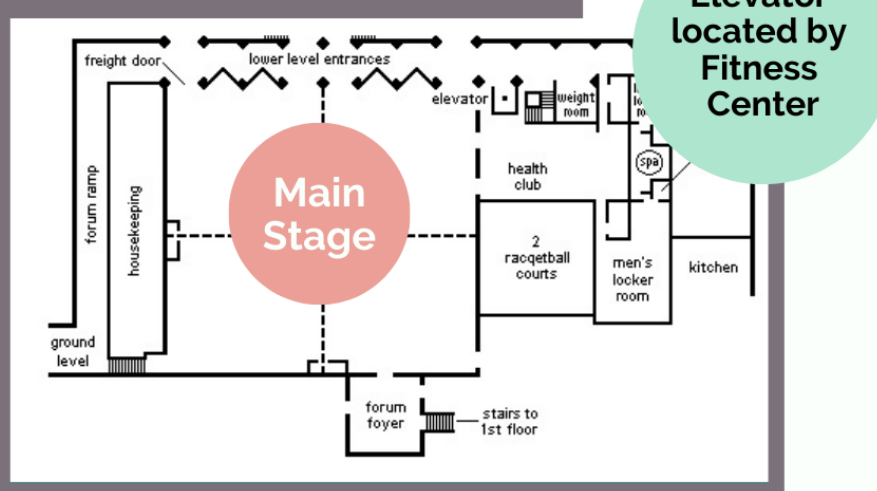 Elevator
located by
Fitness
Center
freight door
lower level entrances
elevator
weight
room
spa
health
club
Main
Stage
forum ramp
housekeeping
2
racqetball
courts
men's
locker
room
kitchen
ground
level
forum
foyer
stairs to
1st floor